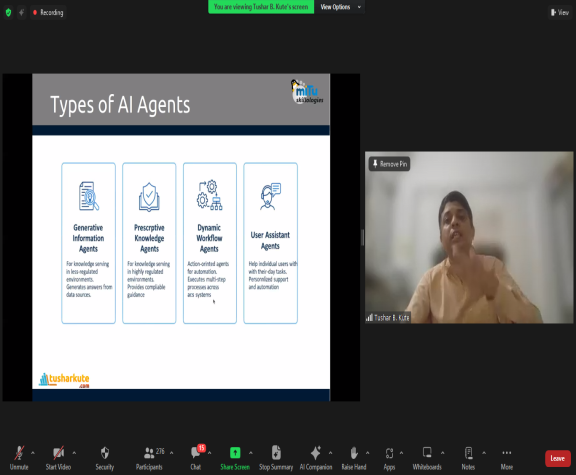 Recording
You are viewing Tushar B. Kute's screen
View Options
View
Types of AI Agents
miTu
skillologies
Generative
Information
Agents
For knowledge serving
in less-regulated
environments.
Generates answers from
data sources.
Prescrptive
Knowledge
Agents
For knowledge serving
in highly regulated
environments.
Provides compliable
guidance
Dynamic
Workflow
Agents
Action-oriented agents
for automation.
Executes multi-step
processes across
acro systems
User Assistant
Agents
Help individual users with
with their-day tasks.
Personlized support
and automation
tusharkute
.com
Remove Pin
Tushar B. Kute
Unmute
Start Video
Security
Participants
276
Chat
15
Share Screen
Stop Summary
AI Companion
Raise Hand
Apps
Whiteboards
Notes
More
Leave